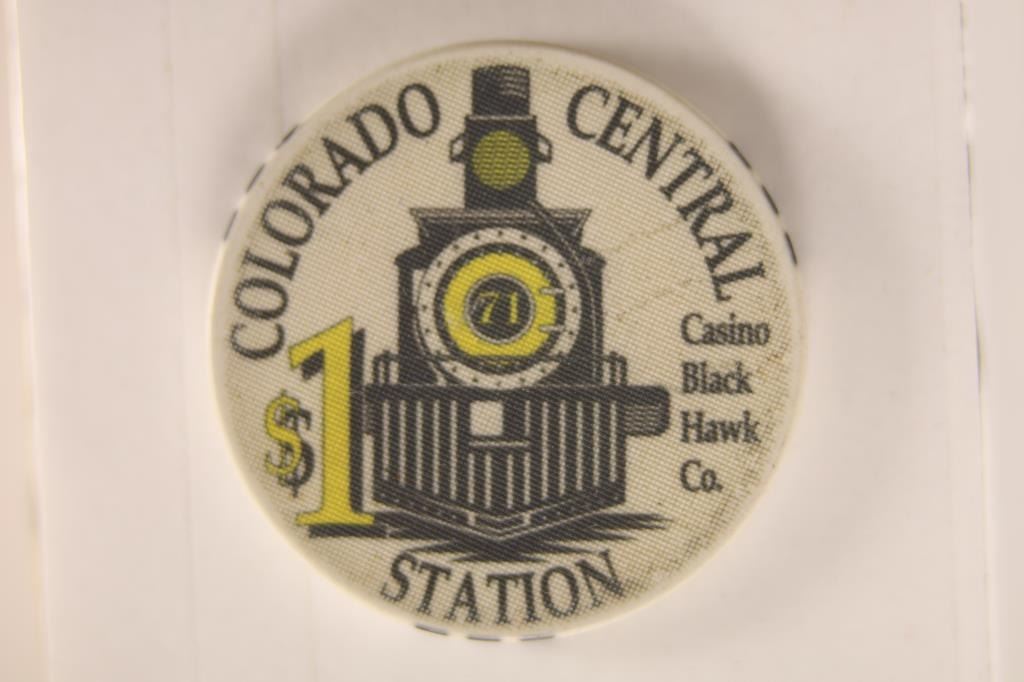 COLORADO CENTRAL
71
$1
Casino
Black
Hawk
Co.
STATION